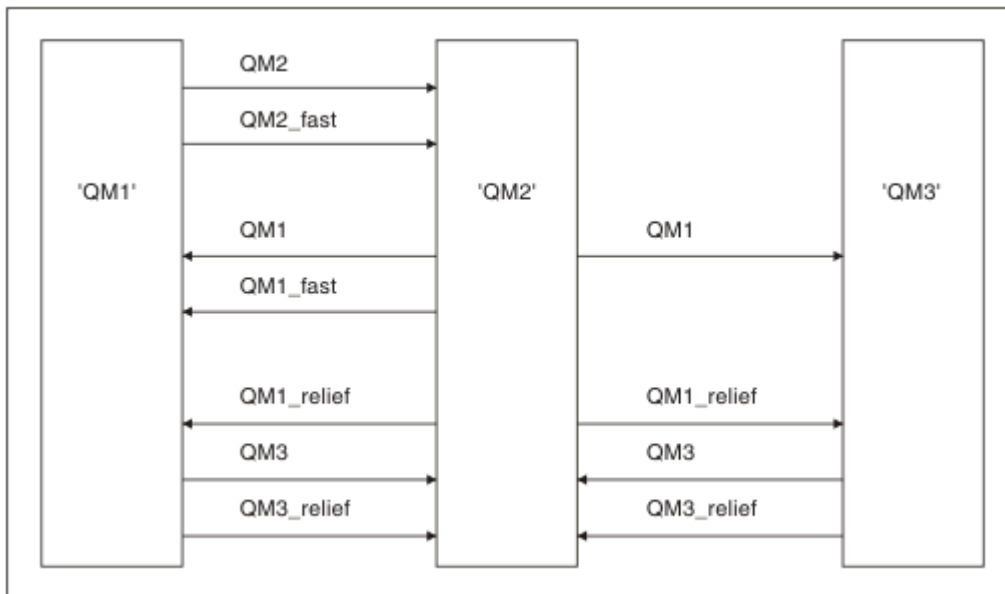 QM2
QM2_fast
'QM1'
'QM2'
'QM3'
QM1
QM1
QM1_fast
QM1_relief
QM1_relief
QM3
QM3
QM3_relief
QM3_relief